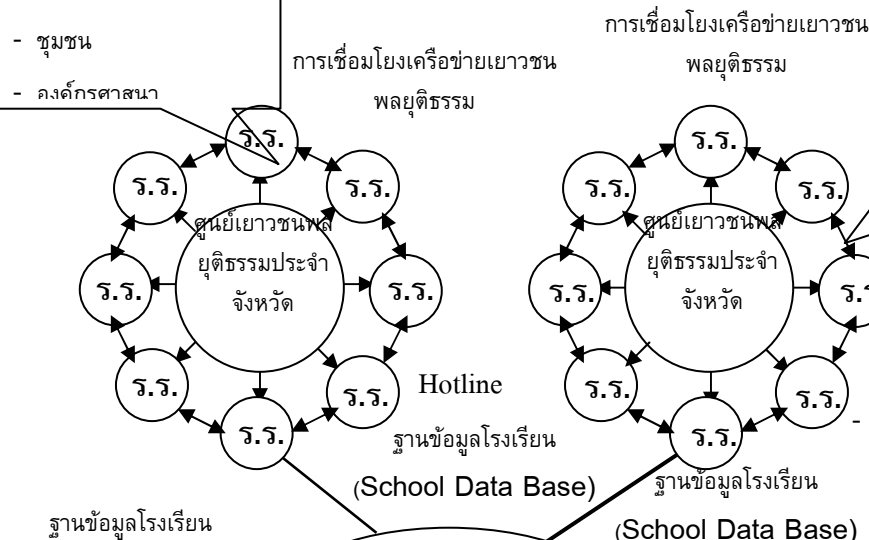 - ชุมชน
- องค์กรศาสนา
การเชื่อมโยงเครือข่ายเยาวชน
พลยุติธรรม
ร.ร.
ร.ร.
ร.ร.
ร.ร.
ร.ร.
ร.ร.
ร.ร.
ร.ร.
ศูนย์เยาวชนพล
ยุติธรรมประจำ
จังหวัด
Hotline
ฐานข้อมูลโรงเรียน
(School Data Base)
การเชื่อมโยงเครือข่ายเยาวชน
พลยุติธรรม
ร.ร.
ร.ร.
ร.ร.
ร.ร.
ร.ร.
ร.ร.
ร.ร.
ร.ร.
ศูนย์เยาวชนพล
ยุติธรรมประจำ
จังหวัด
-
ฐานข้อมูลโรงเรียน
(School Data Base)
ฐานข้อมูลโรงเรียน